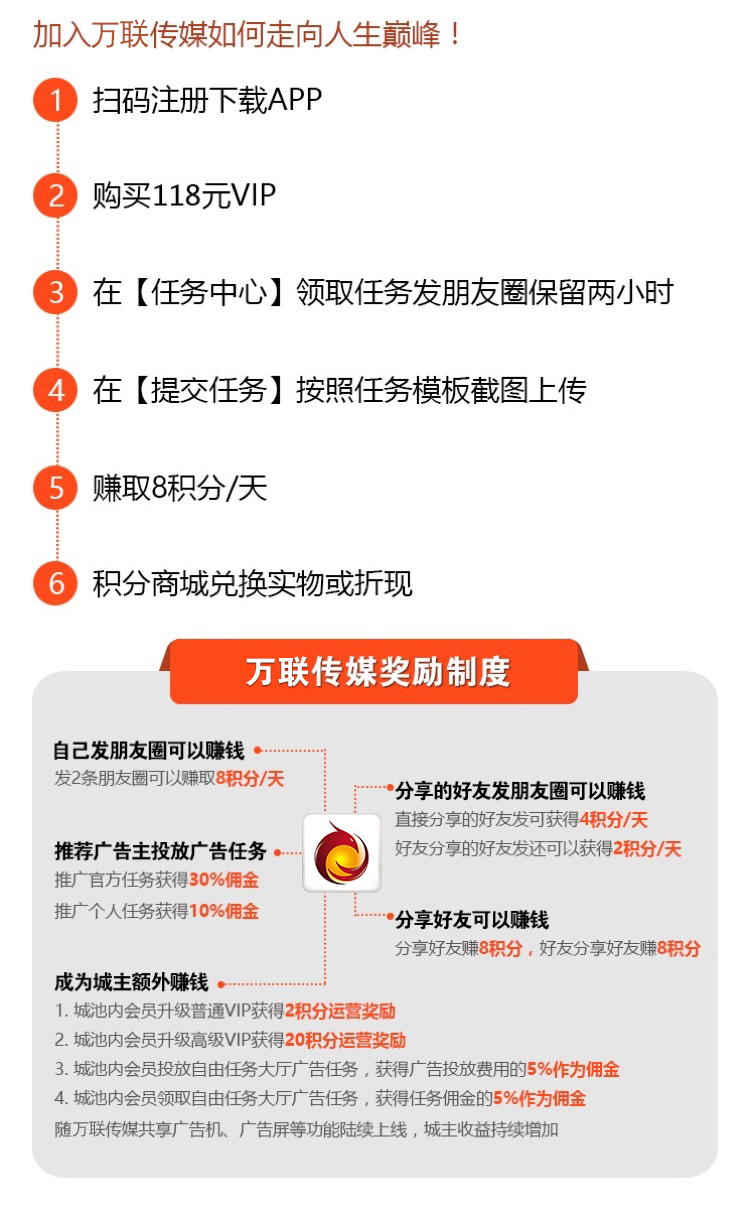 加入万联传媒如何走向人生巅峰！
1 扫码注册下载APP
2 购买118元VIP
3 在【任务中心】领取任务发朋友圈保留两小时
4 在【提交任务】按照任务模板截图上传
5 赚取8积分/天
6 积分商城兑换实物或折现
万联传媒奖励制度
自己发朋友圈可以赚钱
发2条朋友圈可以赚取8积分/天
分享的好友发朋友圈可以赚钱
直接分享的好友发可获得4积分/天
好友分享的好友发还可以获得2积分/天
推荐广告主投放广告任务
推广官方任务获得30%佣金
推广个人任务获得10%佣金
分享好友可以赚钱
分享好友赚8积分，好友分享好友赚8积分
成为城主额外赚钱
1. 城池内会员升级普通VIP获得2积分运营奖励
2. 城池内会员升级高级VIP获得20积分运营奖励
3. 城池内会员投放自由任务大厅广告任务，获得广告投放费用的5%作为佣金
4. 城池内会员领取自由任务大厅广告任务，获得任务佣金的5%作为佣金
随万联传媒共享广告机、广告屏等功能陆续上线，城主收益持续增加